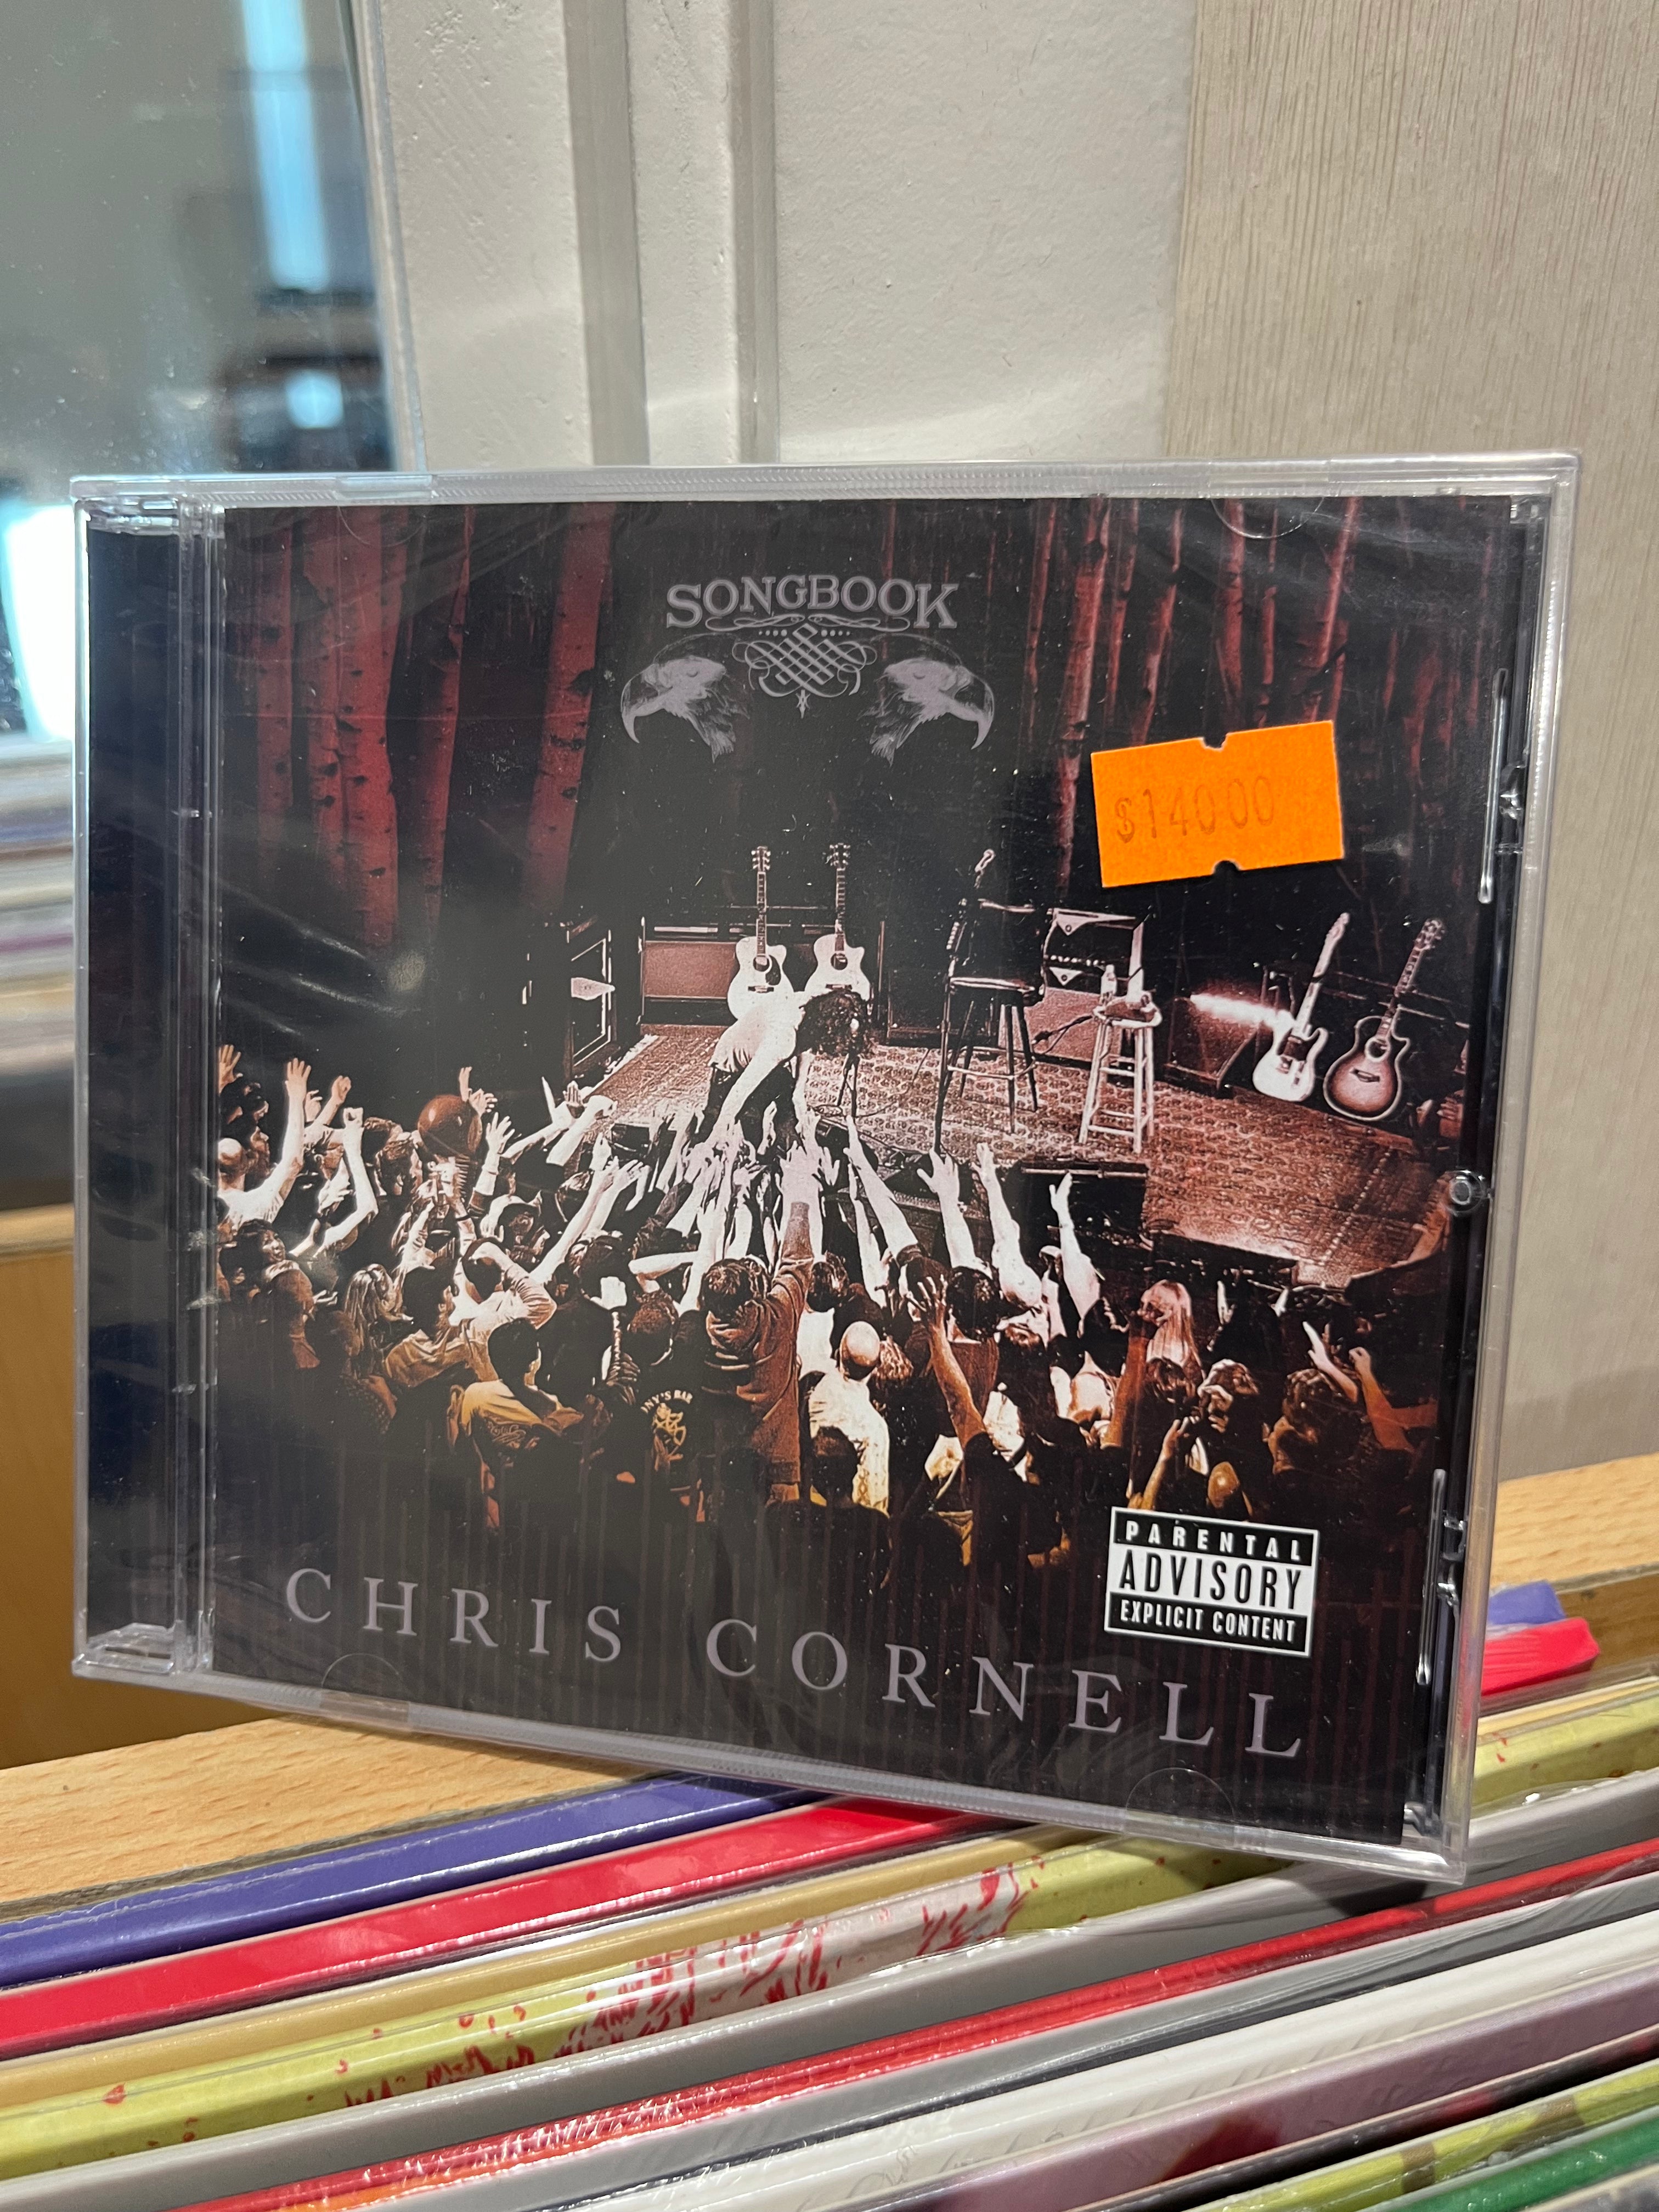 SONGBOOK
$140.00
CHRIS CORNELL
PARENTAL
ADVISORY
EXPLICIT CONTENT